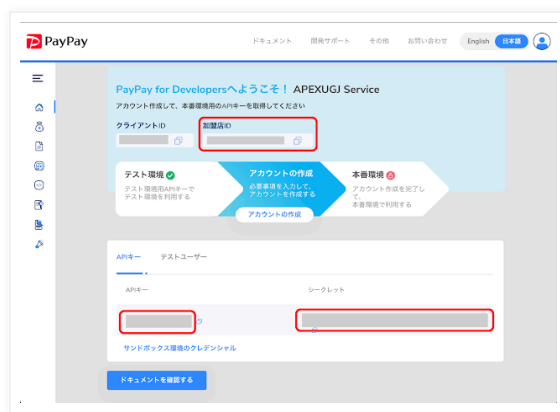 PayPay
ドキュメント 開発サポート その他 お問い合わせ English 日本語
PayPay for Developersへようこそ！ APEXUGJ Service
アカウント作成して、本番環境用のAPIキーを取得してください
クライアントID 加盟店ID
テスト環境
テスト環境用APIキーで
テスト環境を利用する
アカウントの作成
必要事項を入力して、
アカウントを作成する
アカウントの作成
本番環境
アカウント作成を完了し
て、
本番環境で利用する
APIキー テストユーザー
APIキー シークレット
サンドボックス環境のクレデンシャル
ドキュメントを確認する